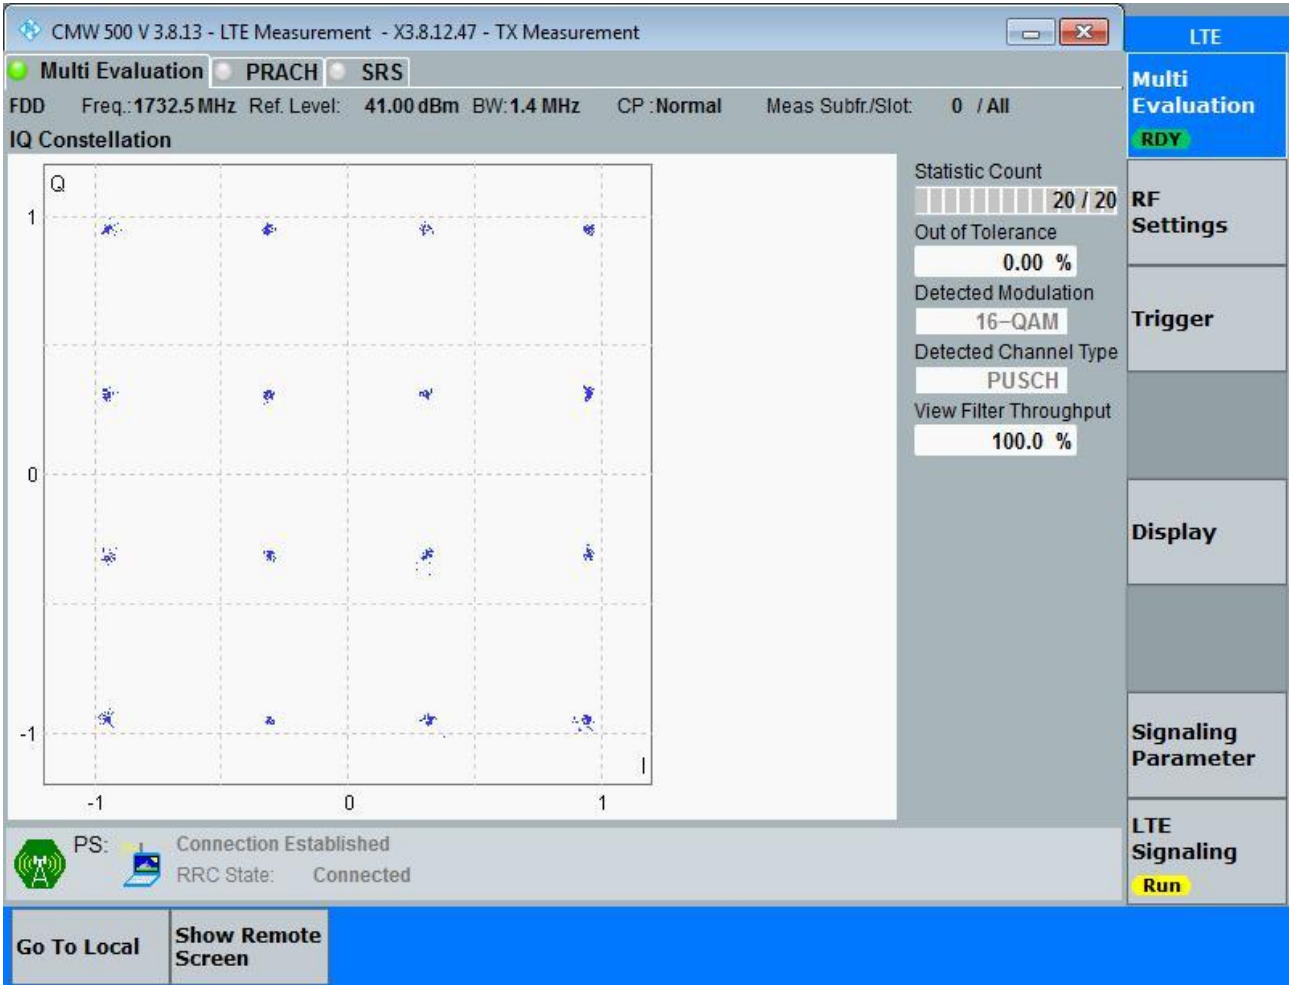 CMW 500 V 3.8.13 - LTE Measurement - X3.8.12.47 - TX Measurement
LTE
Multi Evaluation PRACH SRS
FDD Freq.: 1732.5 MHz Ref. Level: 41.00 dBm BW: 1.4 MHz CP : Normal Meas Subfr./Slot: 0 / All
IQ Constellation
Q
1
0
-1
I
-1 0 1
Statistic Count
20 / 20
Out of Tolerance
0.00 %
Detected Modulation
16-QAM
Detected Channel Type
PUSCH
View Filter Throughput
100.0 %
Multi
Evaluation
RDY
RF
Settings
Trigger
Display
Signaling
Parameter
LTE
Signaling
Run
PS: Connection Established
RRC State: Connected
Go To Local
Show Remote
Screen